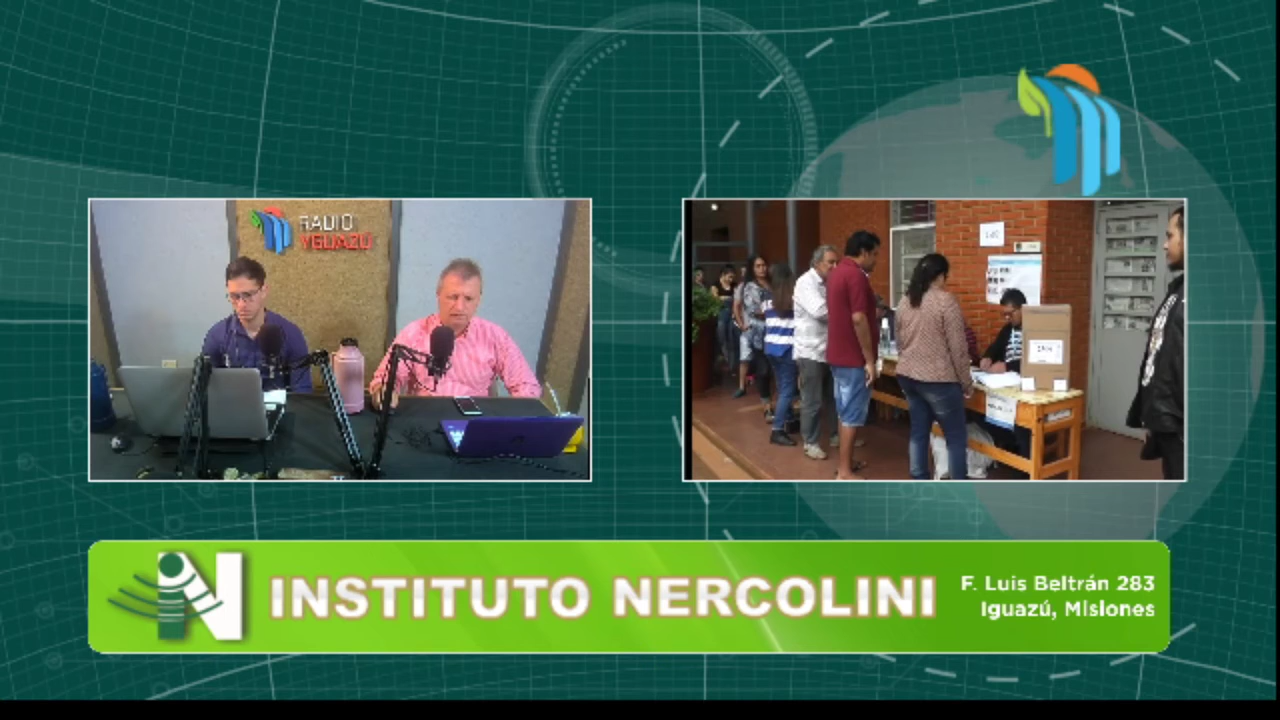 RADIO
YGUAZÚ
INSTITUTO NERCOLINI
F. Luis Beltrán 283
Iguazú, Misiones